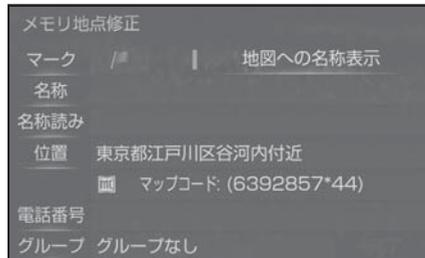 メモリ地点修正
マーク 地図への名称表示
名称
名称読み
位置 東京都江戸川区谷河内付近
マップコード: (6392857*44)
電話番号
グループ グループなし